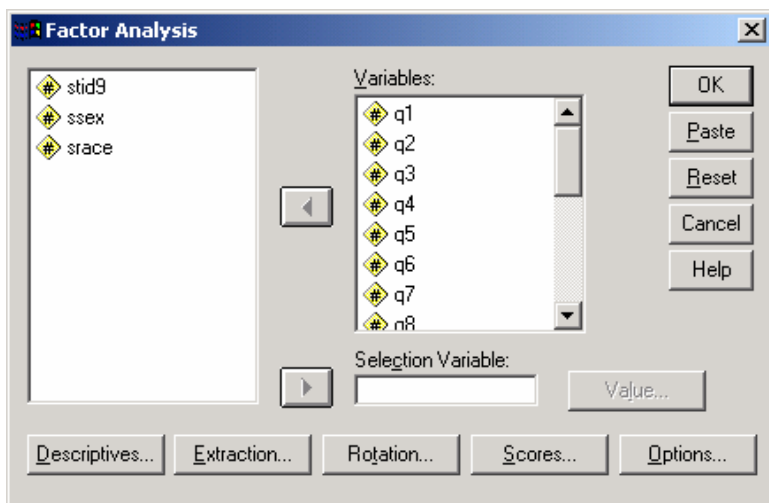 Factor Analysis
stid9
ssex
srace
Variables:
q1
q2
q3
q4
q5
q6
q7
q8
OK
Paste
Reset
Cancel
Help
Selection Variable:
Value...
Descriptives...
Extraction...
Rotation...
Scores...
Options...